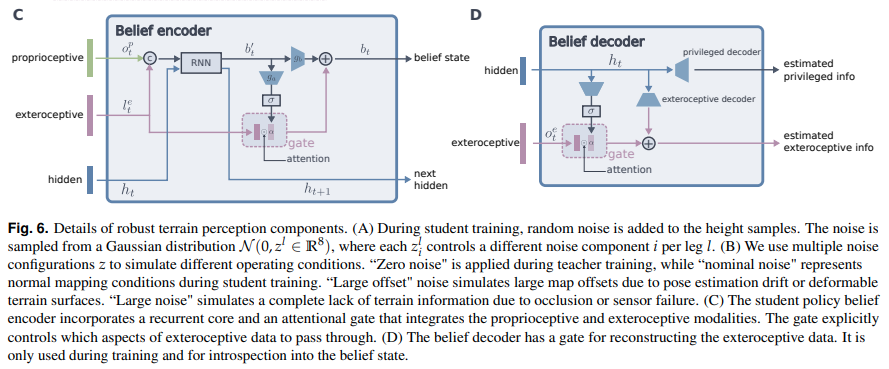 C
Belief encoder
proprioceptive
o_t^p
c
RNN
b'_t
g_b
b_t
belief state
g_a
σ
exteroceptive
l_t^e
α
gate
attention
hidden
h_t
h_{t+1}
next
hidden
D
Belief decoder
privileged decoder
hidden
h_t
estimated
privileged info
exteroceptive decoder
σ
exteroceptive
o_t^e
α
gate
attention
estimated
exteroceptive info
Fig. 6. Details of robust terrain perception components. (A) During student training, random noise is added to the height samples. The noise is
sampled from a Gaussian distribution 𝒩(0, z^l ∈ ℝ^8), where each z_i^l controls a different noise component i per leg l. (B) We use multiple noise
configurations z to simulate different operating conditions. “Zero noise" is applied during teacher training, while “nominal noise" represents
normal mapping conditions during student training. “Large offset" noise simulates large map offsets due to pose estimation drift or deformable
terrain surfaces. “Large noise" simulates a complete lack of terrain information due to occlusion or sensor failure. (C) The student policy belief
encoder incorporates a recurrent core and an attentional gate that integrates the proprioceptive and exteroceptive modalities. The gate explicitly
controls which aspects of exteroceptive data to pass through. (D) The belief decoder has a gate for reconstructing the exteroceptive data. It is
only used during training and for introspection into the belief state.